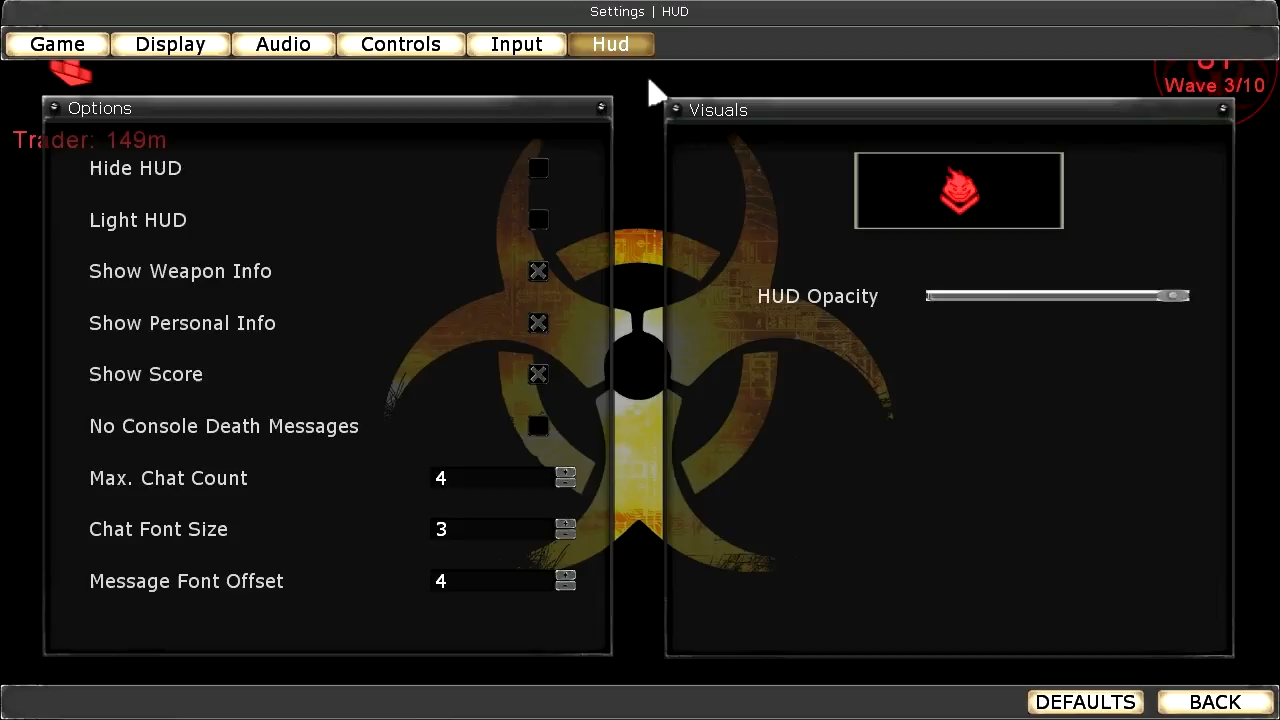 Settings | HUD
Game Display Audio Controls Input Hud
Wave 3/10
Options
Visuals
Trader: 149m
Hide HUD
Light HUD
Show Weapon Info
HUD Opacity
Show Personal Info
Show Score
No Console Death Messages
Max. Chat Count 4
Chat Font Size 3
Message Font Offset 4
DEFAULTS BACK